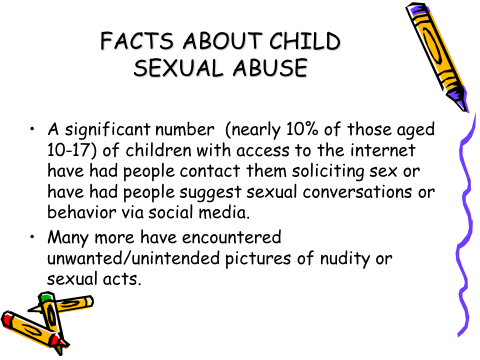 FACTS ABOUT CHILD
SEXUAL ABUSE
• A significant number  (nearly 10% of those aged
10-17) of children with access to the internet
have had people contact them soliciting sex or
have had people suggest sexual conversations or
behavior via social media.
• Many more have encountered
unwanted/unintended pictures of nudity or
sexual acts.